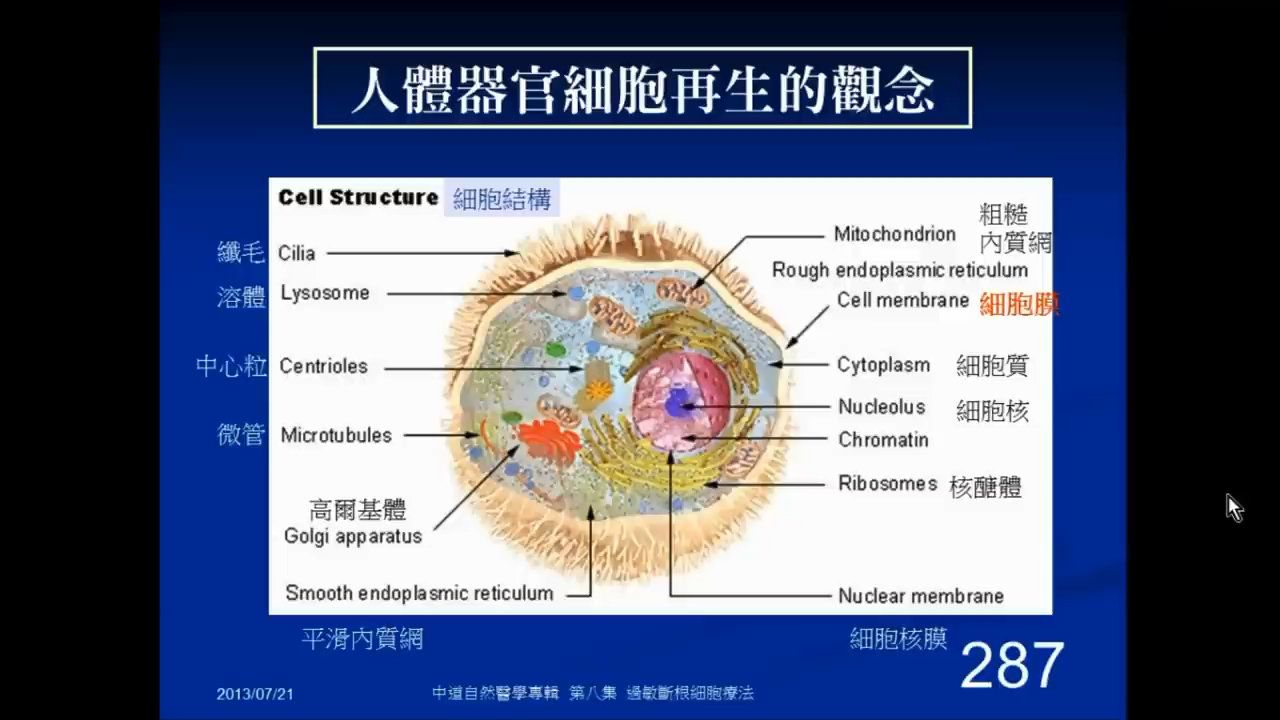 人體器官細胞再生的觀念
Cell Structure 細胞結構
纖毛 Cilia
溶體 Lysosome
中心粒 Centrioles
微管 Microtubules
高爾基體
Golgi apparatus
Smooth endoplasmic reticulum
平滑內質網
Mitochondrion
粗糙
內質網
Rough endoplasmic reticulum
Cell membrane 細胞膜
Cytoplasm 細胞質
Nucleolus 細胞核
Chromatin
Ribosomes 核醣體
Nuclear membrane
細胞核膜
287
2013/07/21
中道自然醫學專輯 第八集 過敏斷根細胞療法